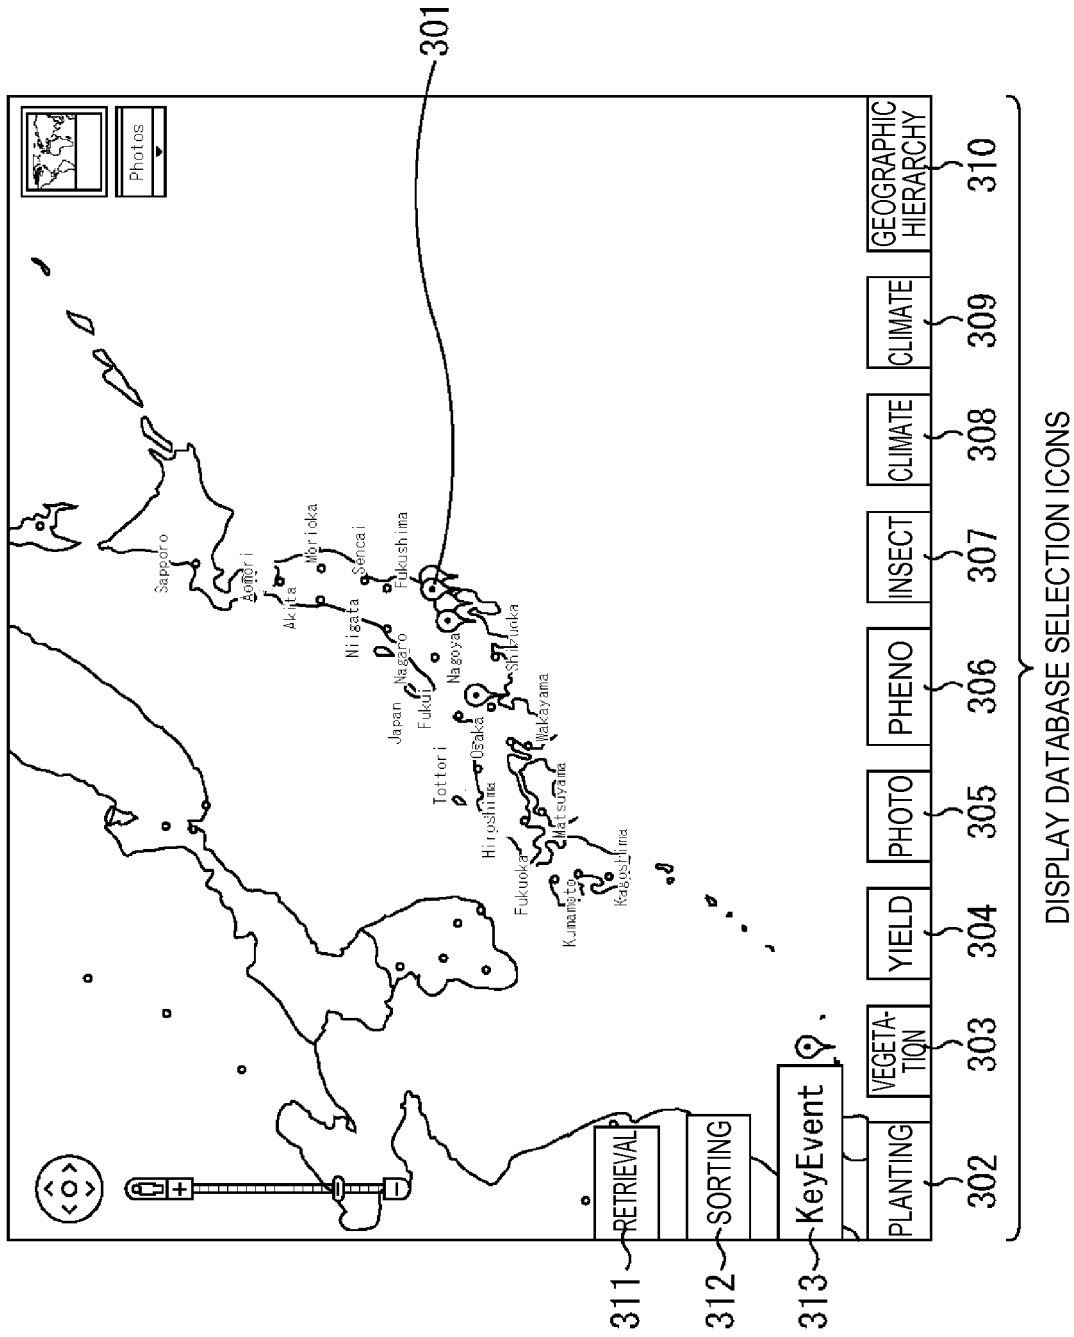 Photos
301
Sapporo
Aomori
Akita
Morioka
Sencai
Fukushima
Niigata
Nagaro
Nagoya
Shizuoka
Japan
Fukui
Osaka
Wakayama
Tottori
Hiroshima
Matsuyama
Fukuoka
Kumamoto
Kagoshima
RETRIEVAL
311
SORTING
312
KeyEvent
313
PLANTING
VEGETA-
TION
YIELD
PHOTO
PHENO
INSECT
CLIMATE
CLIMATE
GEOGRAPHIC
HIERARCHY
302
303
304
305
306
307
308
309
310
DISPLAY DATABASE SELECTION ICONS